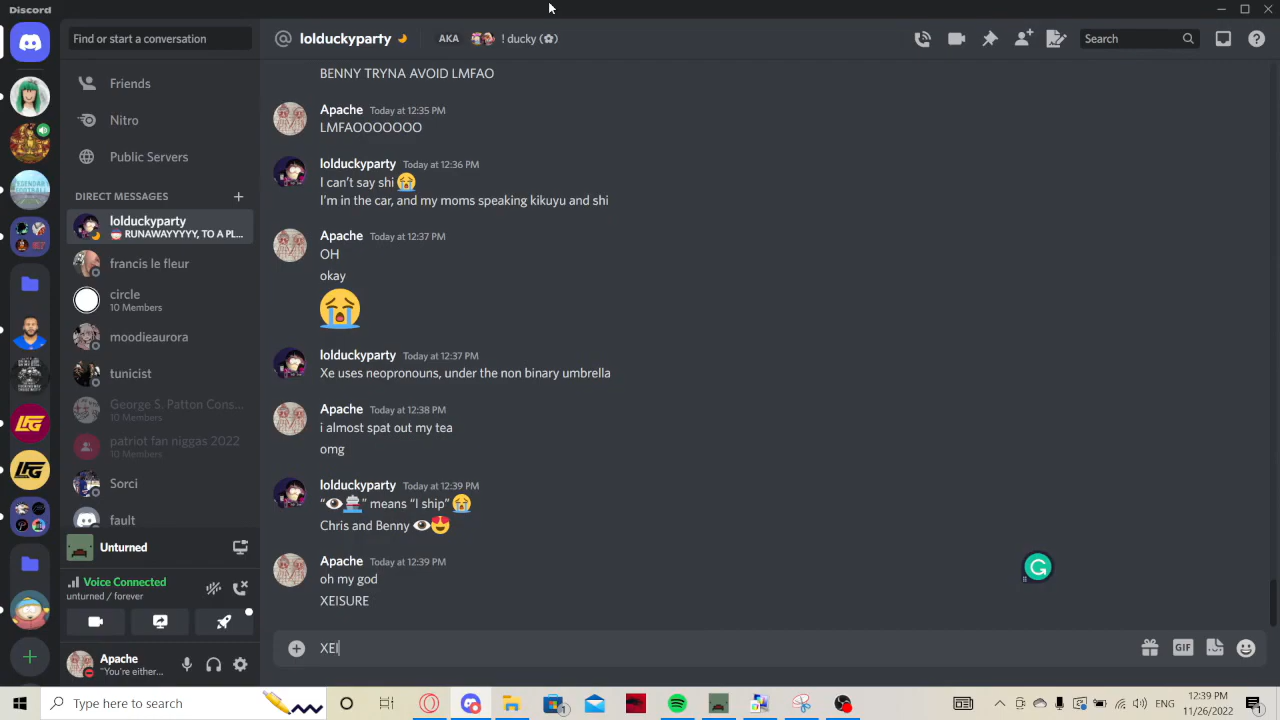 Discord
Find or start a conversation
lolduckyparty
AKA
! ducky (✿)
Search
Friends
Nitro
Public Servers
DIRECT MESSAGES
lolduckyparty
RUNAWAYYYYY, TO A PL...
francis le fleur
circle
10 Members
moodieaurora
tunicist
George S. Patton Cons...
10 Members
patriot fan niggas 2022
10 Members
Sorci
fault
Unturned
Voice Connected
unturned / forever
Apache
"You're either...
BENNY TRYNA AVOID LMFAO
Apache Today at 12:35 PM
LMFAOOOOOOO
lolduckyparty Today at 12:36 PM
I can't say shi 😭
I'm in the car, and my moms speaking kikuyu and shi
Apache Today at 12:37 PM
OH
okay
😭
lolduckyparty Today at 12:37 PM
Xe uses neopronouns, under the non binary umbrella
Apache Today at 12:38 PM
i almost spat out my tea
omg
lolduckyparty Today at 12:39 PM
“👁️🚢” means “I ship” 😭
Chris and Benny 👁️😍
Apache Today at 12:39 PM
oh my god
XEISURE
XEI
GIF
G
Type here to search
12:39 PM
11/26/2022